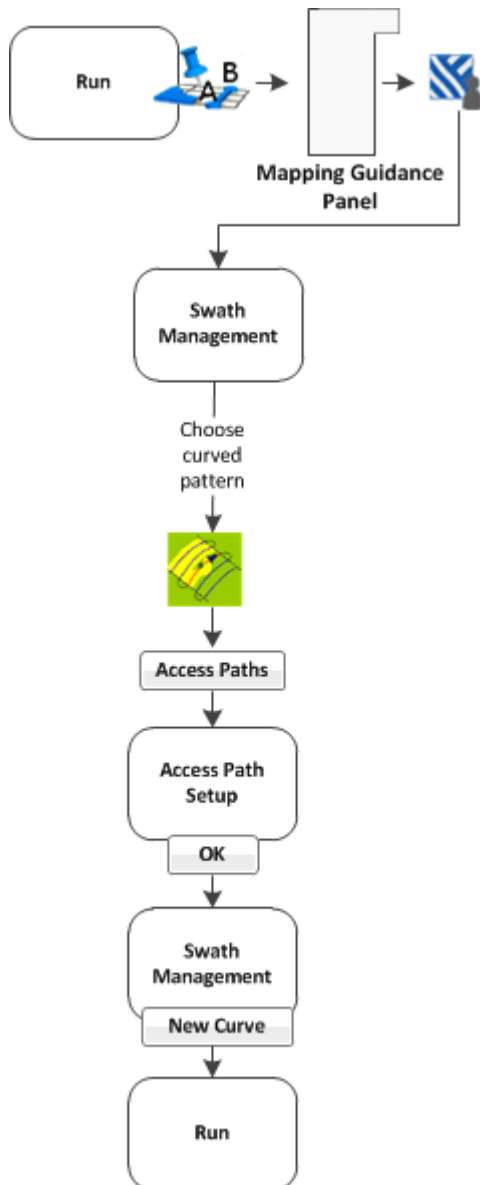 Run
A
B
Mapping Guidance
Panel
Swath
Management
Choose
curved
pattern
Access Paths
Access Path
Setup
OK
Swath
Management
New Curve
Run